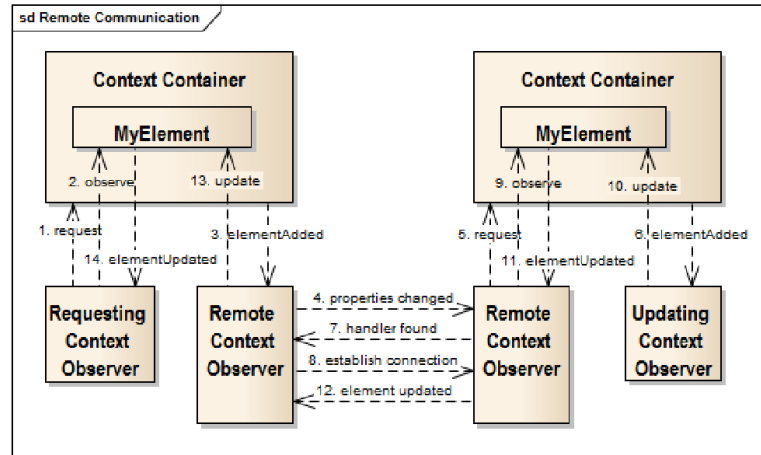 sd Remote Communication
Context Container
MyElement
2. observe
13. update
1. request
3. elementAdded
14. elementUpdated
Requesting
Context
Observer
Remote
Context
Observer
4. properties changed
7. handler found
8. establish connection
12. element updated
Context Container
MyElement
9. observe
10. update
5. request
6. elementAdded
11. elementUpdated
Remote
Context
Observer
Updating
Context
Observer